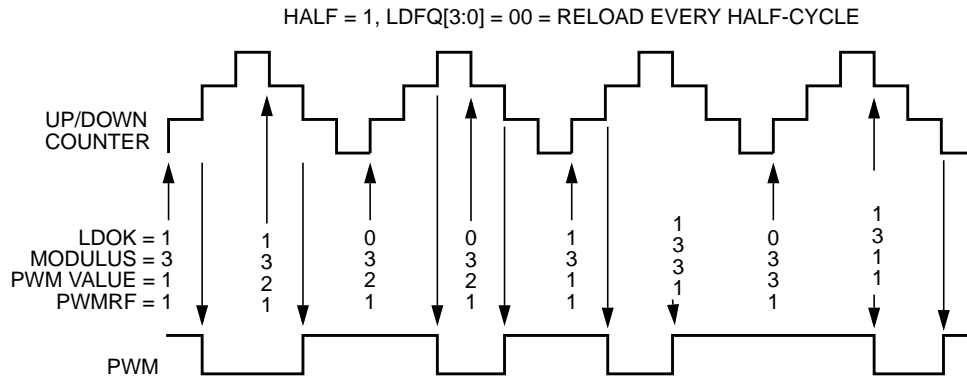 HALF = 1, LDFQ[3:0] = 00 = RELOAD EVERY HALF-CYCLE
UP/DOWN
COUNTER
LDOK = 1 1 0 0 1 1 0 1
MODULUS = 3 3 3 3 3 3 3 3
PWM VALUE = 1 2 2 2 1 3 3 1
PWMRF = 1 1 1 1 1 1 1 1
PWM